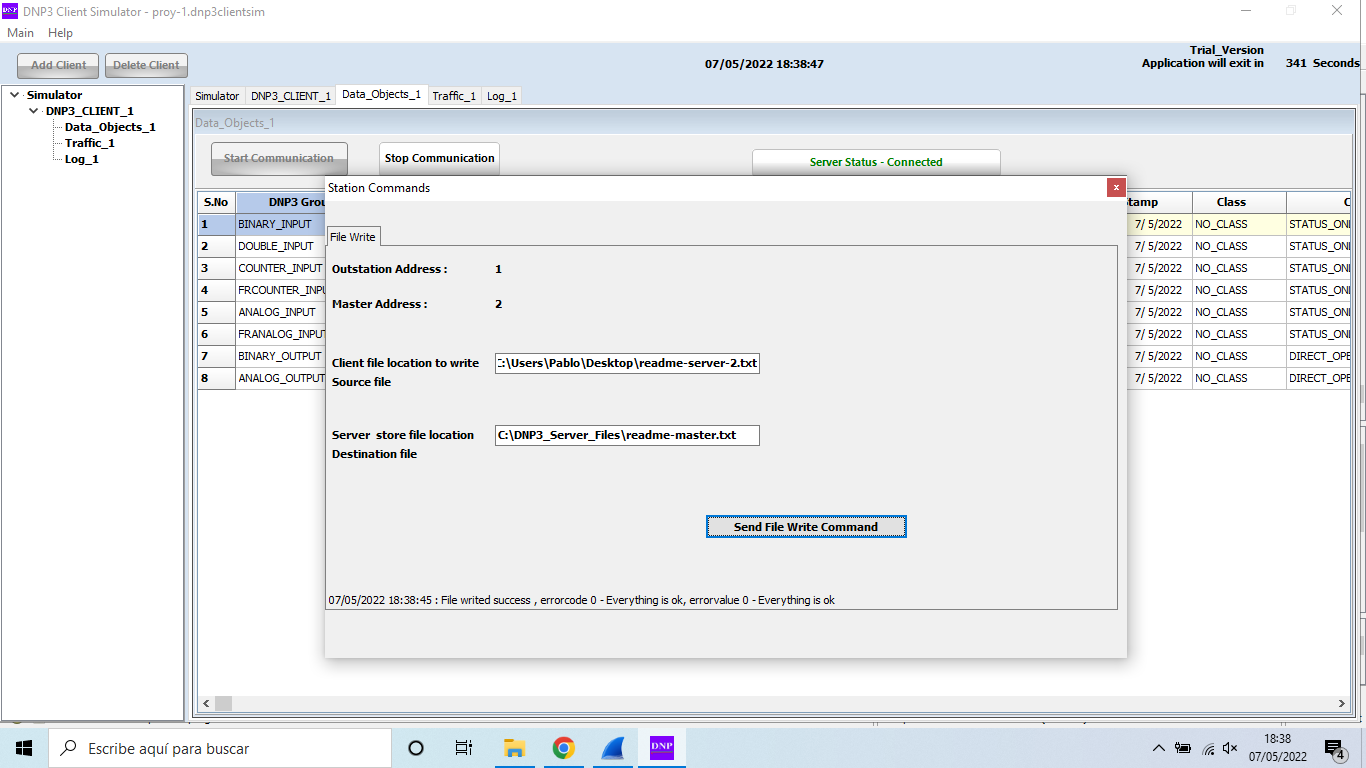 DNP DNP3 Client Simulator - proy-1.dnp3clientsim
Main Help
Add Client Delete Client
07/05/2022 18:38:47
Trial_Version
Application will exit in 341 Seconds
Simulator
DNP3_CLIENT_1
Data_Objects_1
Traffic_1
Log_1
Simulator DNP3_CLIENT_1 Data_Objects_1 Traffic_1 Log_1
Data_Objects_1
Start Communication Stop Communication Server Status - Connected
S.No DNP3 Grou
1 BINARY_INPUT
2 DOUBLE_INPUT
3 COUNTER_INPUT
4 FRCOUNTER_INPU
5 ANALOG_INPUT
6 FRANALOG_INPUT
7 BINARY_OUTPUT
8 ANALOG_OUTPUT
Station Commands
File Write
Outstation Address : 1
Master Address : 2
Client file location to write :\Users\Pablo\Desktop\readme-server-2.txt
Source file
Server store file location C:\DNP3_Server_Files\readme-master.txt
Destination file
Send File Write Command
07/05/2022 18:38:45 : File writed success , errorcode 0 - Everything is ok, errorvalue 0 - Everything is ok
tamp Class C
7/ 5/2022 NO_CLASS STATUS_ONL
7/ 5/2022 NO_CLASS STATUS_ONL
7/ 5/2022 NO_CLASS STATUS_ONL
7/ 5/2022 NO_CLASS STATUS_ONL
7/ 5/2022 NO_CLASS STATUS_ONL
7/ 5/2022 NO_CLASS STATUS_ONL
7/ 5/2022 NO_CLASS DIRECT_OPE
7/ 5/2022 NO_CLASS DIRECT_OPE
Escribe aquí para buscar
DNP
18:38
07/05/2022
4